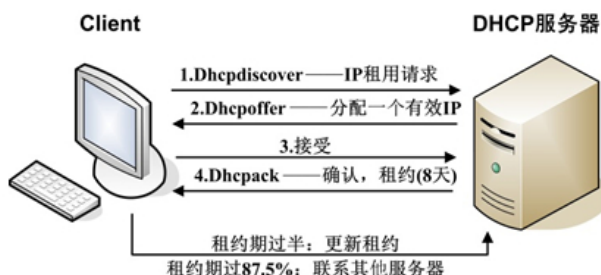 Client
DHCP服务器
1.Dhcpdiscover——IP租用请求
2.Dhcpoffer——分配一个有效IP
3.接受
4.Dhcpack——确认，租约(8天)
租约期过半：更新租约
租约期过87.5%：联系其他服务器